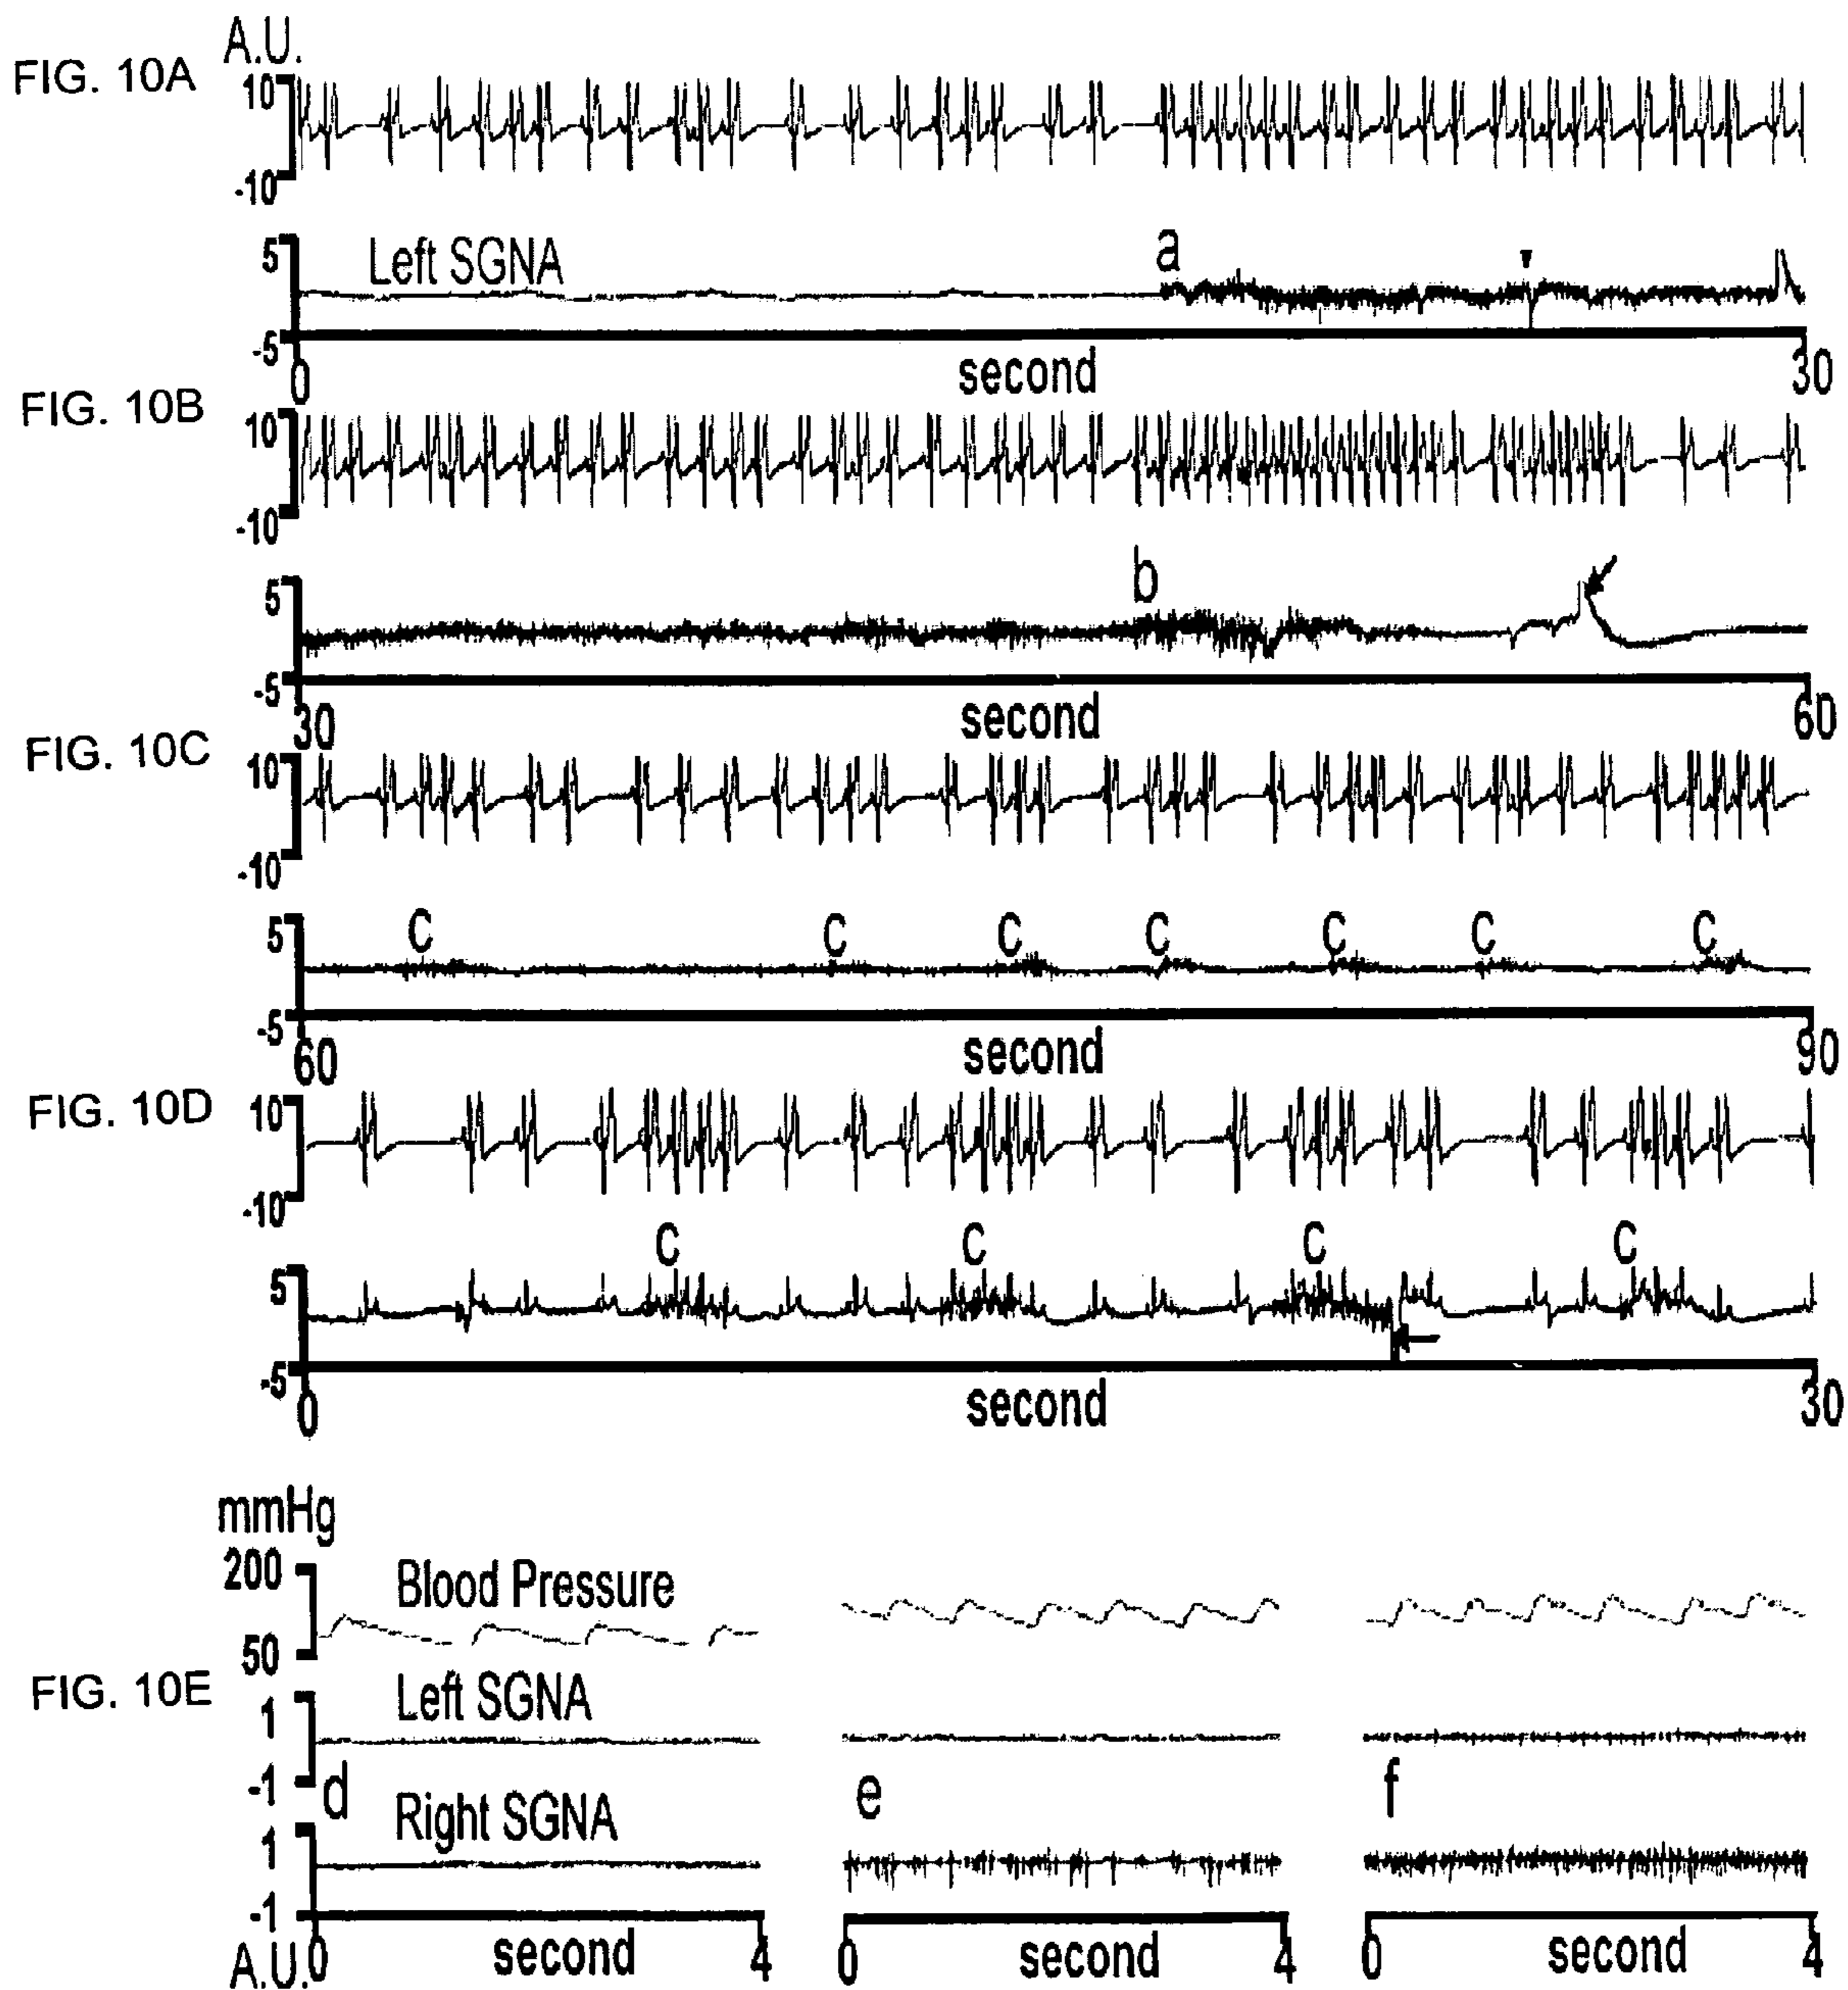 A.U.
FIG. 10A
10
-10
5
Left SGNA
a
-5
0
second
30
FIG. 10B
10
-10
5
b
-5
30
second
60
FIG. 10C
10
-10
5
C
C
C
C
C
C
C
-5
60
second
90
FIG. 10D
10
-10
C
C
C
C
5
-5
0
second
30
mmHg
200
Blood Pressure
50
FIG. 10E
1
Left SGNA
-1
d
e
f
Right SGNA
1
-1
A.U.
0
second
4
0
second
4
0
second
4